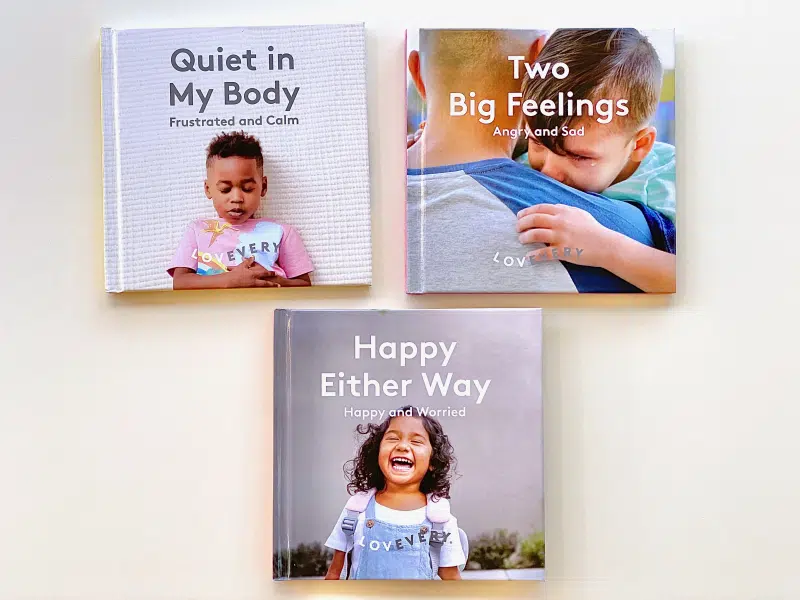 Quiet in
My Body
Frustrated and Calm
LOVEVERY
Two
Big Feelings
Angry and Sad
LOVEVERY
Happy
Either Way
Happy and Worried
LOVEVERY.